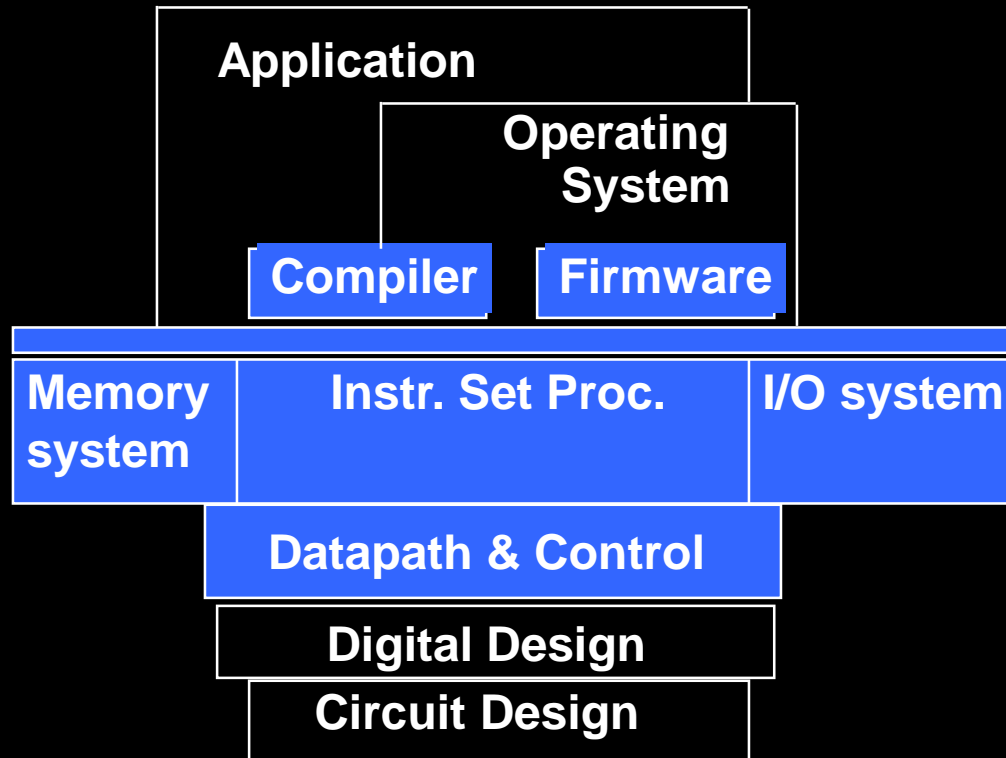 Application
Operating
System
Compiler
Firmware
Memory
system
Instr. Set Proc.
I/O system
Datapath & Control
Digital Design
Circuit Design